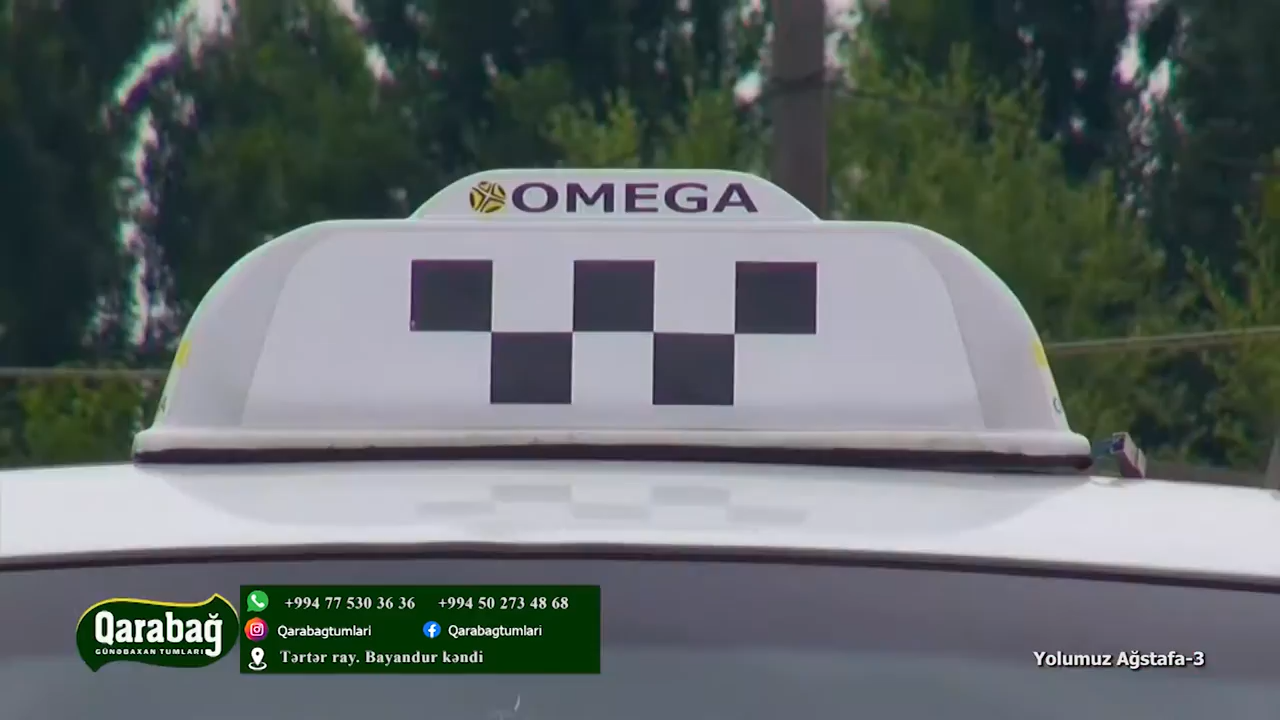 OMEGA
Qarabağ
GÜNƏBAXAN TUMLARI
+994 77 530 36 36 +994 50 273 48 68
Qarabagtumlari Qarabagtumlari
Tərtər ray. Bayandur kəndi
Yolumuz Ağstafa-3